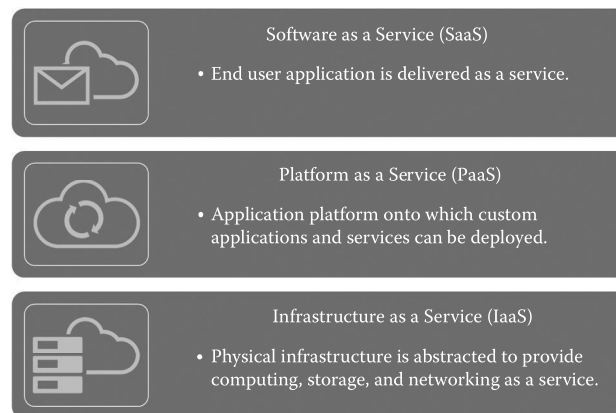 Software as a Service (SaaS)
• End user application is delivered as a service.
Platform as a Service (PaaS)
• Application platform onto which custom
applications and services can be deployed.
Infrastructure as a Service (IaaS)
• Physical infrastructure is abstracted to provide
computing, storage, and networking as a service.